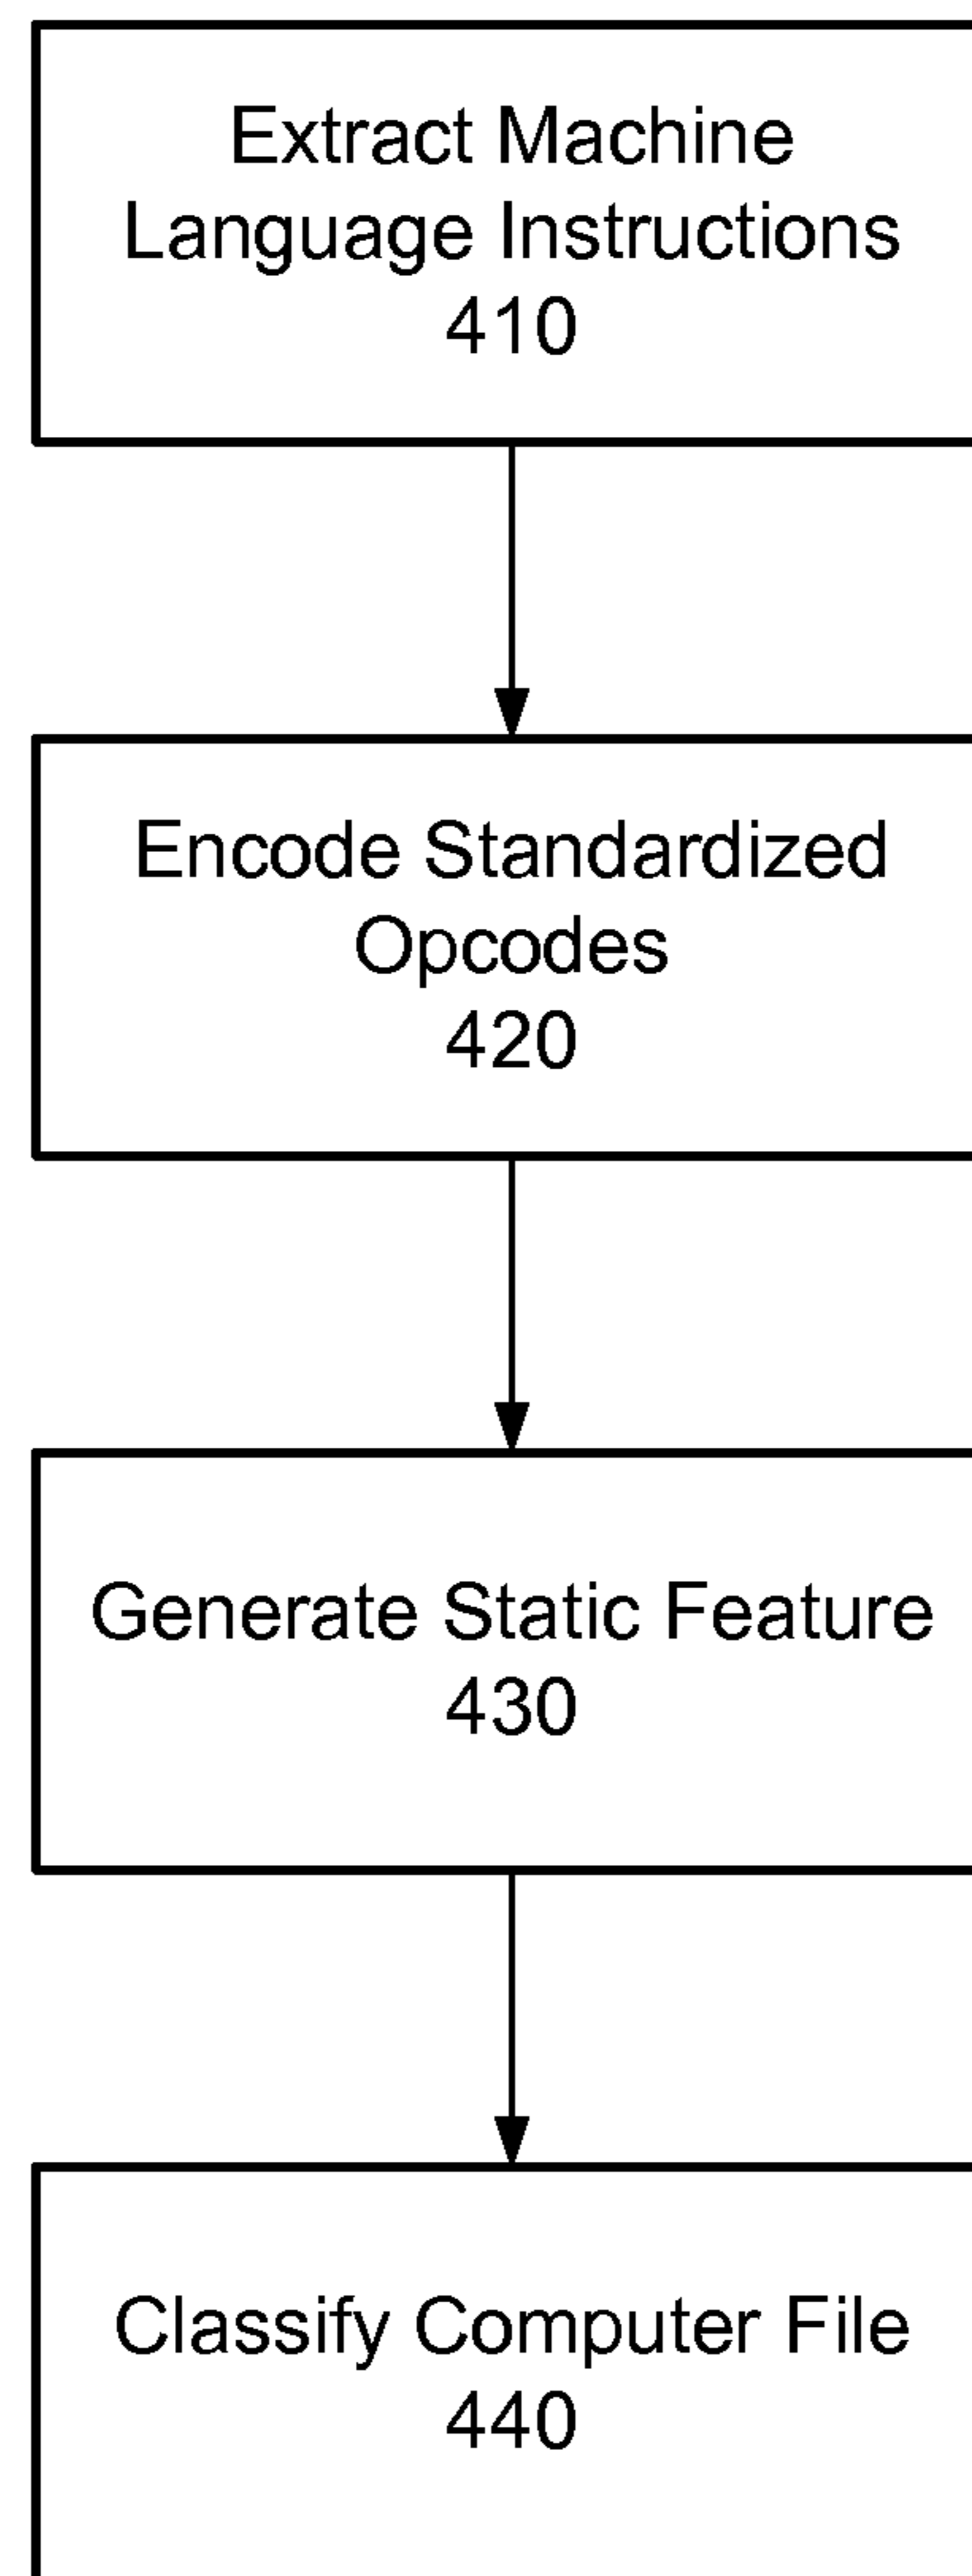 Extract Machine
Language Instructions
410
Encode Standardized
Opcodes
420
Generate Static Feature
430
Classify Computer File
440